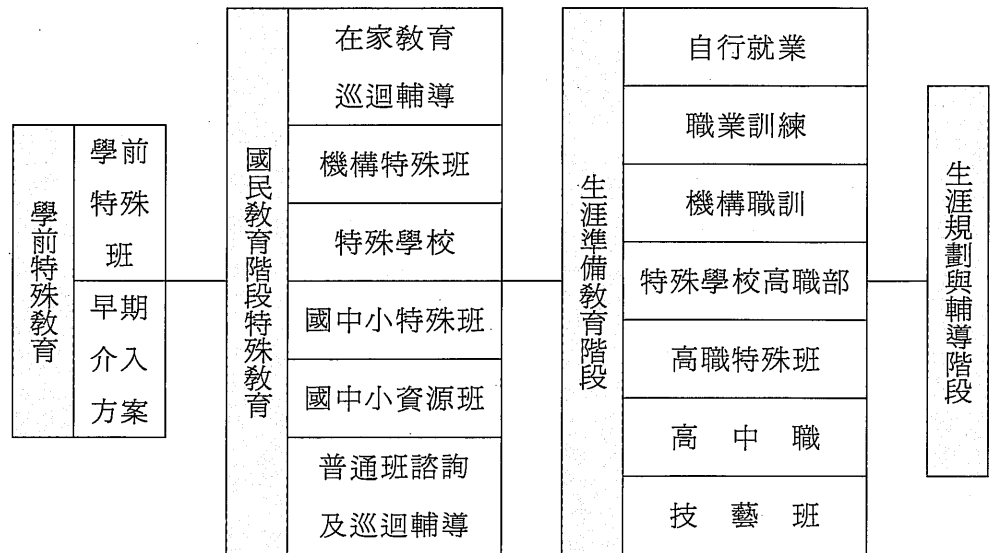 學前特殊教育
學前
特殊
班
早期
介入
方案
國民教育階段特殊教育
在家教育
巡迴輔導
機構特殊班
特殊學校
國中小特殊班
國中小資源班
普通班諮詢
及巡迴輔導
生涯準備教育階段
自行就業
職業訓練
機構職訓
特殊學校高職部
高職特殊班
高中職
技藝班
生涯規劃與輔導階段